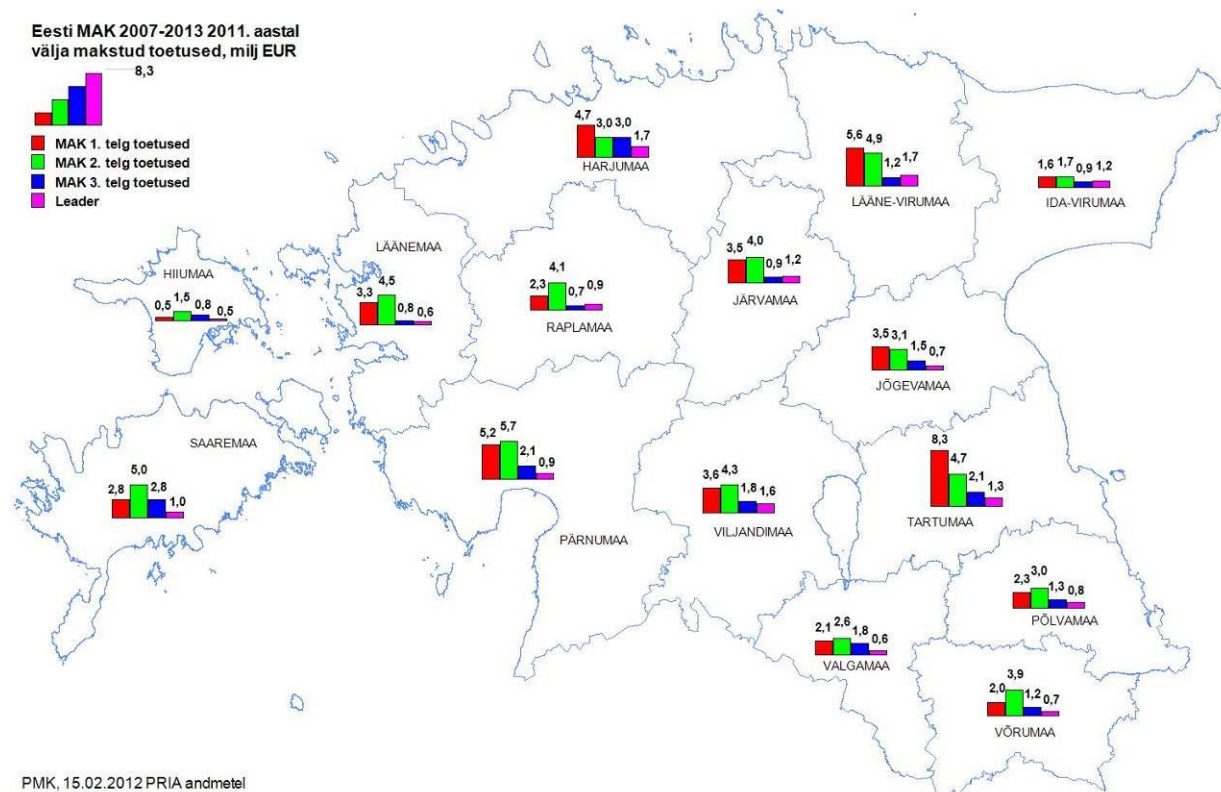 Eesti MAK 2007-2013 2011. aastal
välja makstud toetused, milj EUR
8,3
MAK 1. telg toetused
MAK 2. telg toetused
MAK 3. telg toetused
Leader
4,7 3,0 3,0 1,7
HARJUMAA
5,6 4,9 1,2 1,7
LÄÄNE-VIRUMAA
1,6 1,7 0,9 1,2
IDA-VIRUMAA
HIIUMAA
0,5 1,5 0,8 0,5
LÄÄNEMAA
3,3 4,5 0,8 0,6
2,3 4,1 0,7 0,9
RAPLAMAA
3,5 4,0 0,9 1,2
JÄRVAMAA
3,5 3,1 1,5 0,7
JÕGEVAMAA
SAAREMAA
2,8 5,0 2,8 1,0
5,2 5,7 2,1 0,9
PÄRNUMAA
3,6 4,3 1,8 1,6
VILJANDIMAA
8,3 4,7 2,1 1,3
TARTUMAA
2,3 3,0 1,3 0,8
PÕLVAMAA
2,1 2,6 1,8 0,6
VALGAMAA
2,0 3,9 1,2 0,7
VÕRUMAA
PMK, 15.02.2012 PRIA andmetel